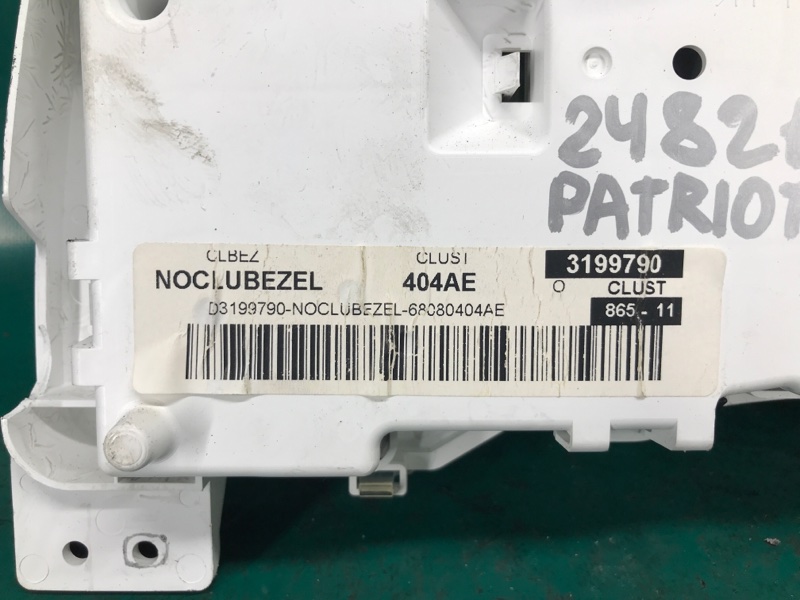 2482
PATRIOT
CLBEZ CLUST 3199790
NOCLUBEZEL 404AE O CLUST
D3199790-NOCLUBEZEL-68080404AE 865 - 11